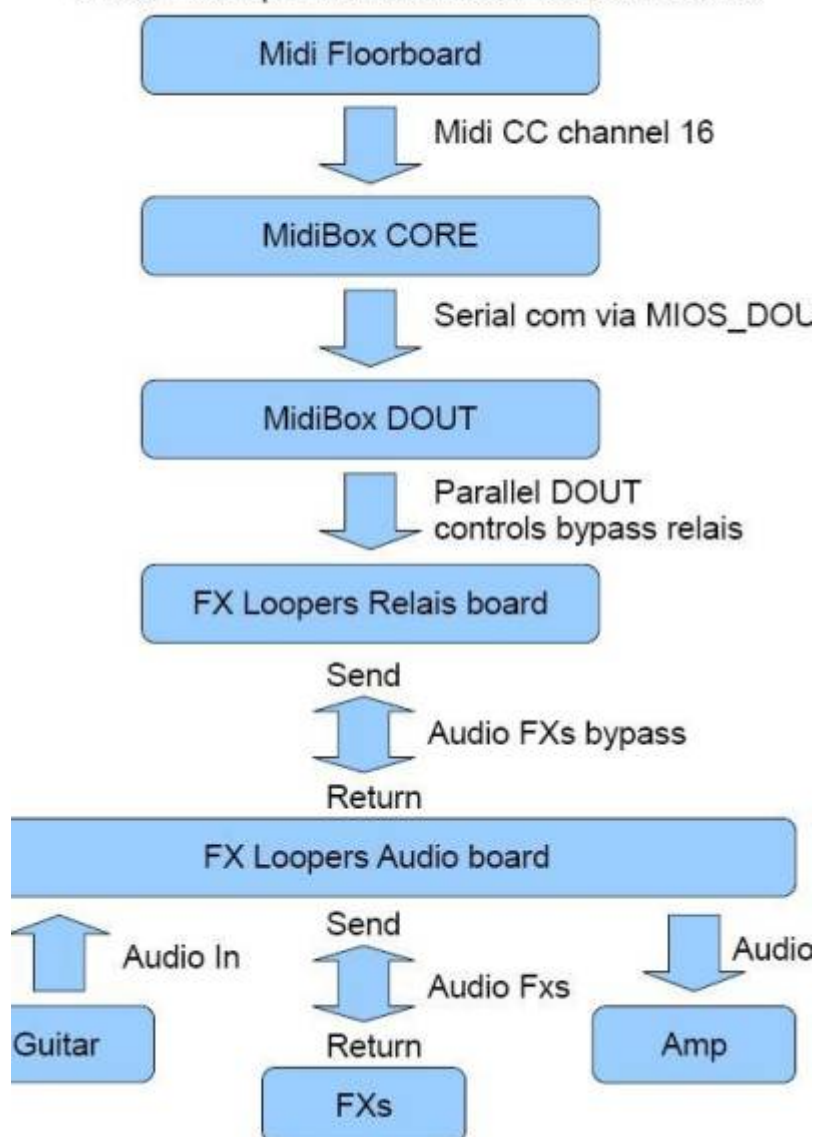 Midi Floorboard
Midi CC channel 16
MidiBox CORE
Serial com via
MidiBox DOUT
Parallel DOUT
controls bypass relais
FX Loopers Relais board
Send
Audio FXs bypass
Return
FX Loopers Audio board
Send
Audio In
Audio
Audio Fxs
Guitar
Return
Amp
FXs